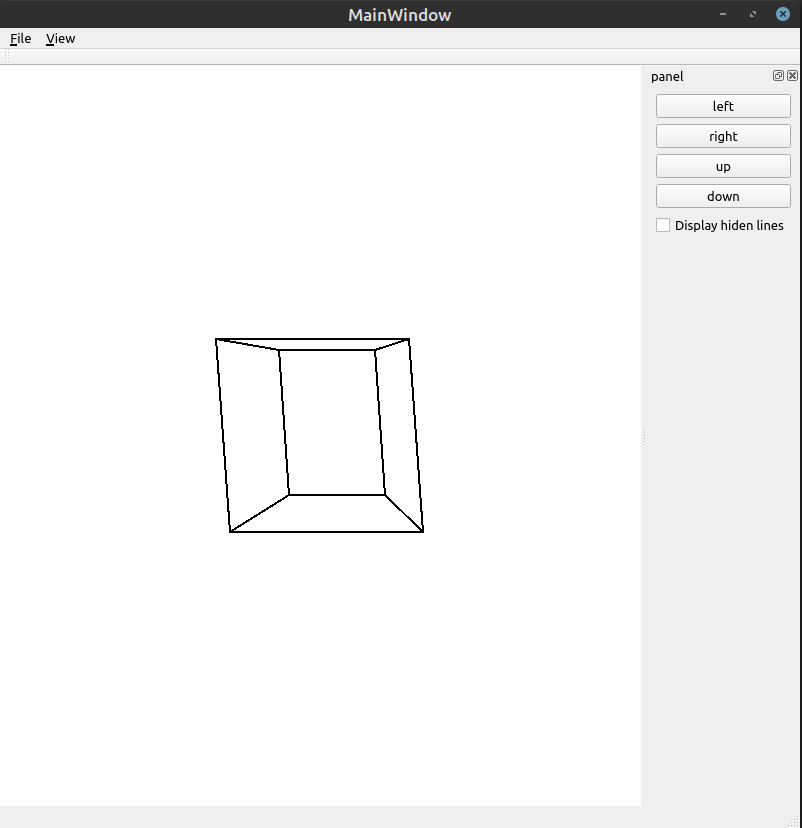 MainWindow
File View
panel
left
right
up
down
Display hiden lines